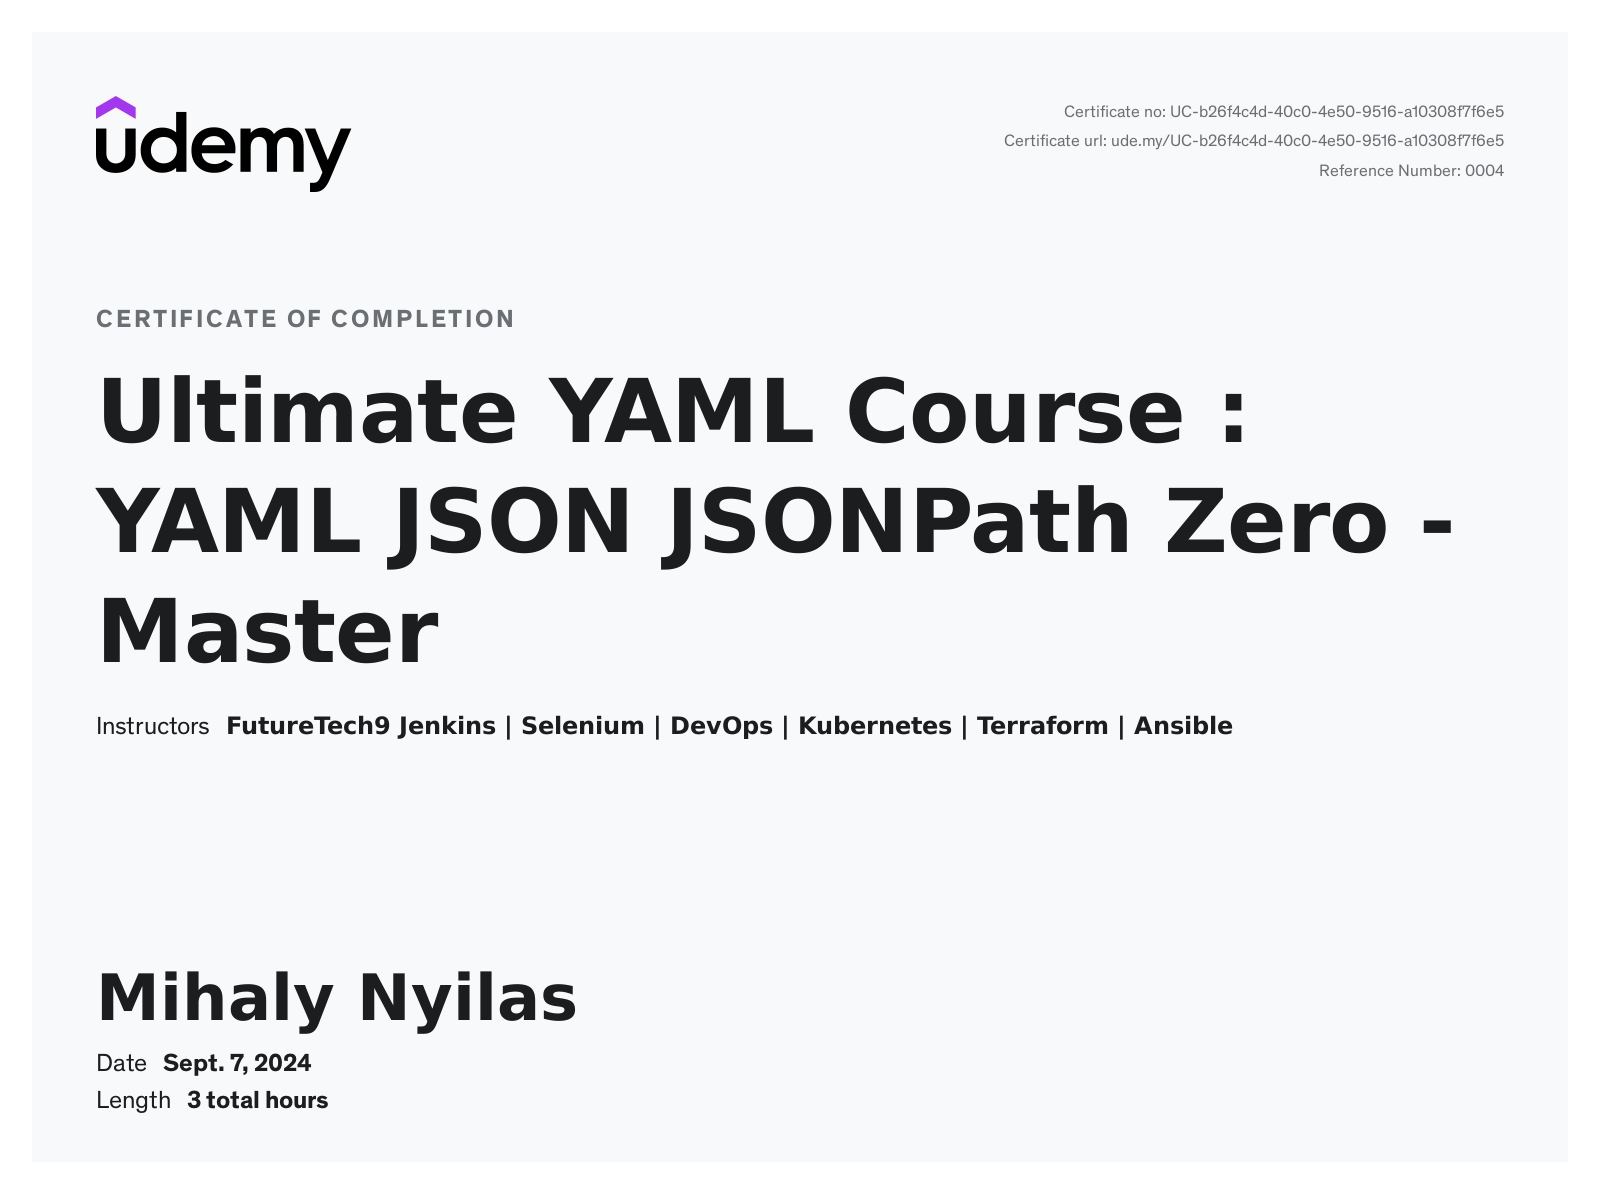 udemy
Certificate no: UC-b26f4c4d-40c0-4e50-9516-a10308f7f6e5
Certificate url: ude.my/UC-b26f4c4d-40c0-4e50-9516-a10308f7f6e5
Reference Number: 0004
CERTIFICATE OF COMPLETION
Ultimate YAML Course :
YAML JSON JSONPath Zero -
Master
Instructors FutureTech9 Jenkins | Selenium | DevOps | Kubernetes | Terraform | Ansible
Mihaly Nyilas
Date Sept. 7, 2024
Length 3 total hours